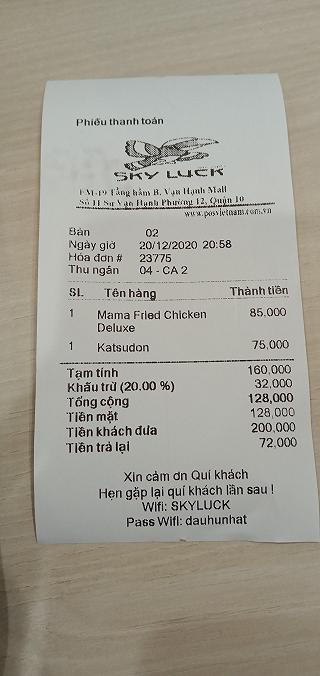 Phiếu thanh toán
SKY LUCK
FM-19 Tầng hầm B. Vạn Hạnh Mall
Số 11 Sư Vạn Hạnh Phường 12, Quận 10
www.posvietnam.com.vn
Bàn 02
Ngày giờ 20/12/2020 20:58
Hóa đơn # 23775
Thu ngân 04 - CA 2
SL Tên hàng Thành tiền
1 Mama Fried Chicken 85,000
Deluxe
1 Katsudon 75,000
Tạm tính 160,000
Khấu trừ (20.00 %) 32,000
Tổng cộng 128,000
Tiền mặt 128,000
Tiền khách đưa 200,000
Tiền trả lại 72,000
Xin cảm ơn Quí khách
Hẹn gặp lại quí khách lần sau !
Wifi: SKYLUCK
Pass Wifi: dauhunhat